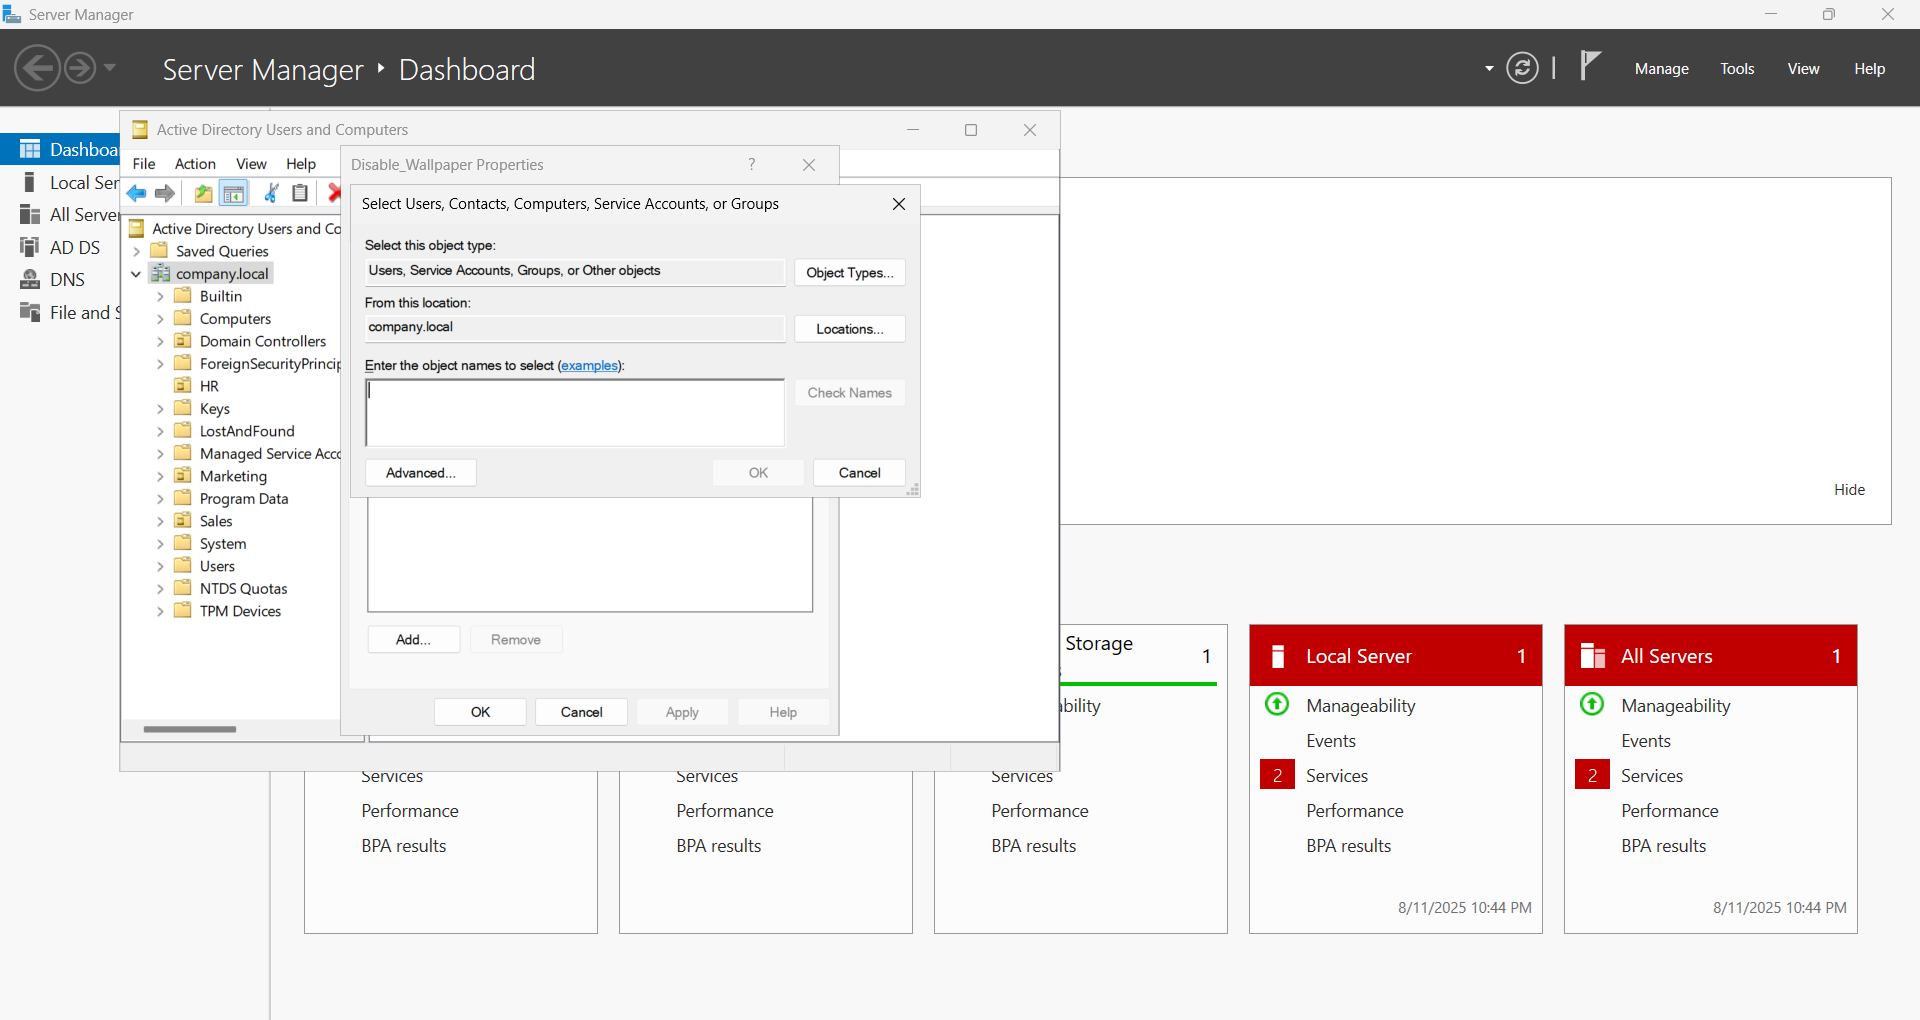 Server Manager
Server Manager ‣ Dashboard
Manage Tools View Help
Dashboa
Local Ser
All Server
AD DS
DNS
File and S
Active Directory Users and Computers
File Action View Help
Active Directory Users and Co
Saved Queries
company.local
Builtin
Computers
Domain Controllers
ForeignSecurityPrincip
HR
Keys
LostAndFound
Managed Service Acco
Marketing
Program Data
Sales
System
Users
NTDS Quotas
TPM Devices
Disable_Wallpaper Properties
?
Select Users, Contacts, Computers, Service Accounts, or Groups
Select this object type:
Users, Service Accounts, Groups, or Other objects
Object Types...
From this location:
company.local
Locations...
Enter the object names to select (examples):
Check Names
Advanced...
OK
Cancel
Add...
Remove
OK
Cancel
Apply
Help
Hide
Services
Performance
BPA results
Services
Performance
BPA results
Storage
1
bility
Services
Performance
BPA results
Local Server 1
Manageability
Events
2 Services
Performance
BPA results
8/11/2025 10:44 PM
All Servers 1
Manageability
Events
2 Services
Performance
BPA results
8/11/2025 10:44 PM